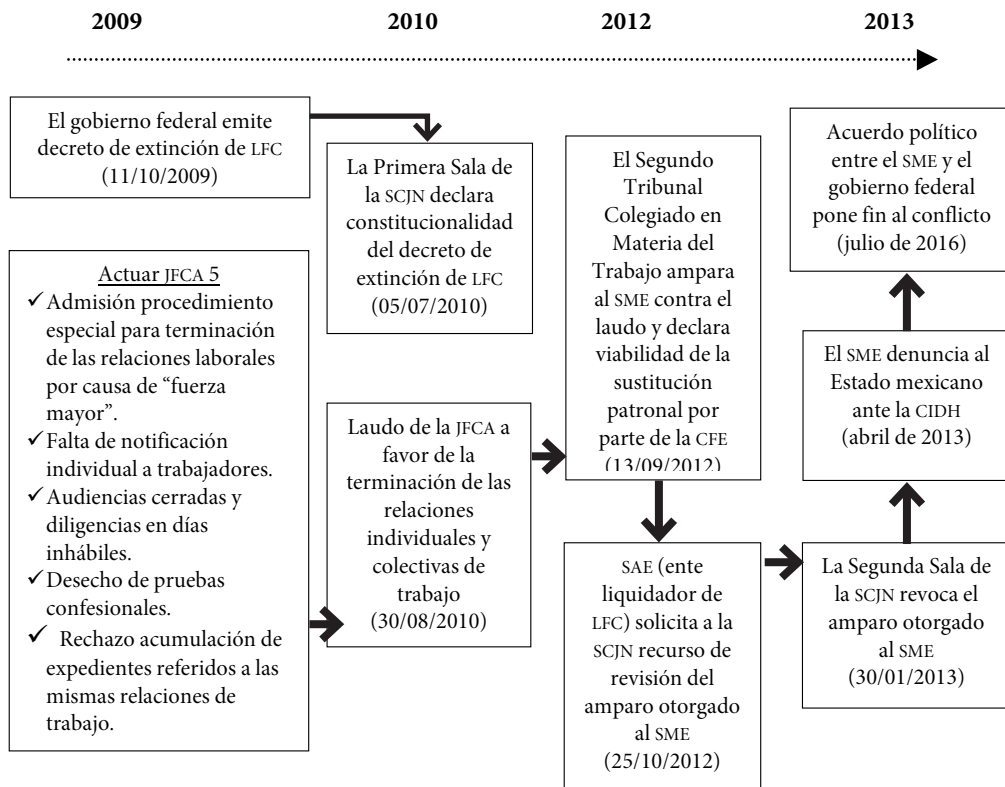 2009
2010
2012
2013
El gobierno federal emite
decreto de extinción de LFC
(11/10/2009)
Actuar JFCA 5
✓Admisión procedimiento
especial para terminación
de las relaciones laborales
por causa de “fuerza
mayor”.
✓Falta de notificación
individual a trabajadores.
✓Audiencias cerradas y
diligencias en días
inhábiles.
✓Desecho de pruebas
confesionales.
✓ Rechazo acumulación de
expedientes referidos a las
mismas relaciones de
trabajo.
La Primera Sala de
la SCJN declara
constitucionalidad
del decreto de
extinción de LFC
(05/07/2010)
Laudo de la JFCA a
favor de la
terminación de las
relaciones
individuales y
colectivas de
trabajo
(30/08/2010)
El Segundo
Tribunal
Colegiado en
Materia del
Trabajo ampara
al SME contra el
laudo y declara
viabilidad de la
sustitución
patronal por
parte de la CFE
(13/09/2012)
SAE (ente
liquidador de
LFC) solicita a la
SCJN recurso de
revisión del
amparo otorgado
al SME
(25/10/2012)
Acuerdo político
entre el SME y el
gobierno federal
pone fin al conflicto
(julio de 2016)
El SME denuncia al
Estado mexicano
ante la CIDH
(abril de 2013)
La Segunda Sala de
la SCJN revoca el
amparo otorgado
al SME
(30/01/2013)